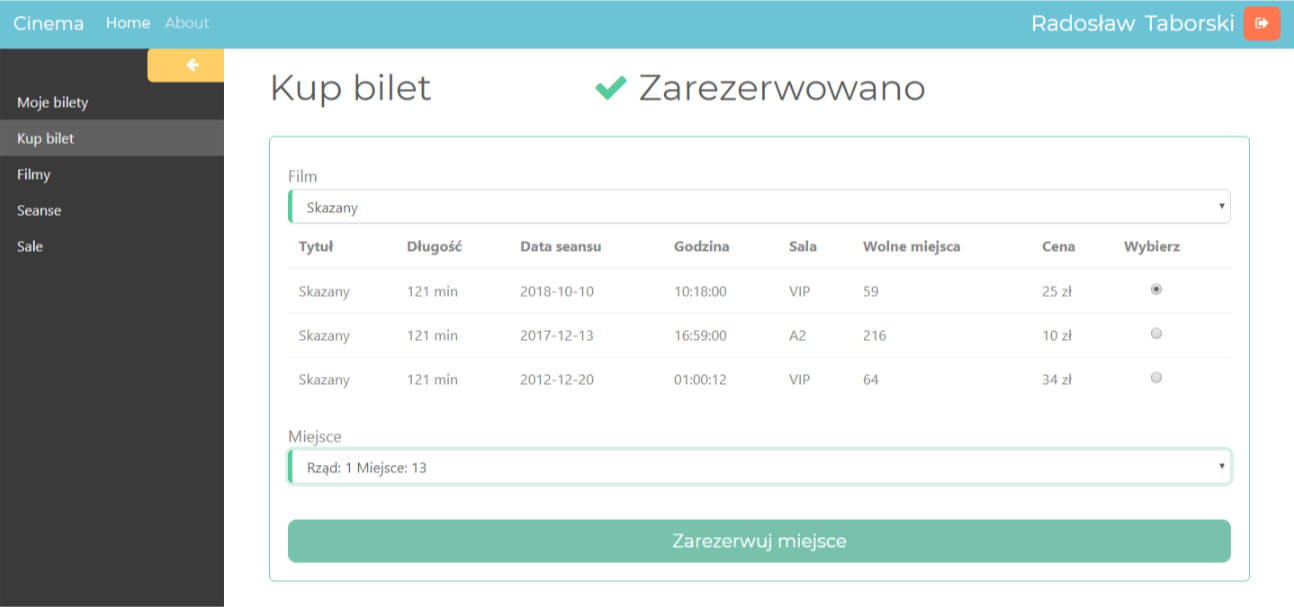 Cinema Home About Radosław Taborski
Moje bilety
Kup bilet
Filmy
Seanse
Sale
Kup bilet Zarezerwowano
Film
Skazany
Tytuł Długość Data seansu Godzina Sala Wolne miejsca Cena Wybierz
Skazany 121 min 2018-10-10 10:18:00 VIP 59 25 zł
Skazany 121 min 2017-12-13 16:59:00 A2 216 10 zł
Skazany 121 min 2012-12-20 01:00:12 VIP 64 34 zł
Miejsce
Rząd: 1 Miejsce: 13
Zarezerwuj miejsce